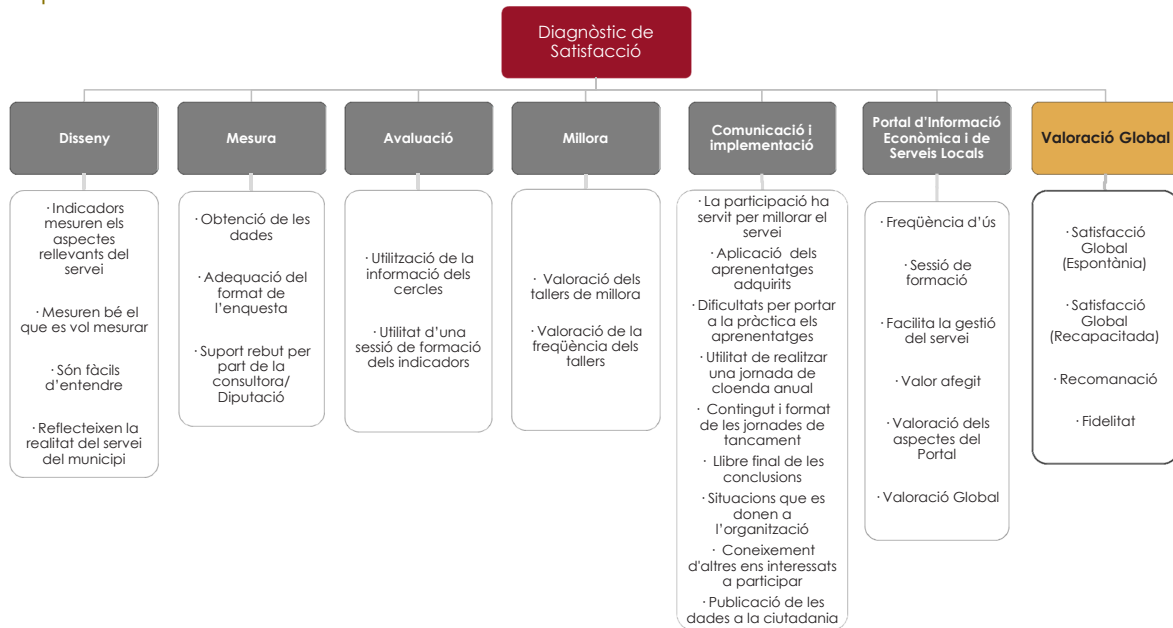 Diagnòstic de
Satisfacció
Disseny
· Indicadors
mesuren els
aspectes
rellevants del
servei
· Mesuren bé el
que es vol mesurar
· Són fàcils
d'entendre
· Reflecteixen la
realitat del servei
del municipi
Mesura
· Obtenció de les
dades
· Adequació del
format de
l'enquesta
· Suport rebut per
part de la
consultora/
Diputació
Avaluació
· Utilització de la
informació dels
cercles
· Utilitat d'una
sessió de formació
dels indicadors
Millora
· Valoració dels
tallers de millora
· Valoració de la
freqüència dels
tallers
Comunicació i
implementació
· La participació ha
servit per millorar el
servei
· Aplicació dels
aprenentatges
adquirits
· Dificultats per portar
a la pràctica els
aprenentatges
· Utilitat de realitzar
una jornada de
cloenda anual
· Contingut i format
de les jornades de
tancament
· Llibre final de les
conclusions
· Situacions que es
donen a
l'organització
· Coneixement
d'altres ens interessats
a participar
· Publicació de les
dades a la ciutadania
Portal d'Informació
Econòmica i de
Serveis Locals
· Freqüència d'ús
· Sessió de
formació
· Facilita la gestió
del servei
· Valor afegit
· Valoració dels
aspectes del
Portal
· Valoració Global
Valoració Global
· Satisfacció
Global
(Espontània)
· Satisfacció
Global
(Recapacitada)
· Recomanació
· Fidelitat